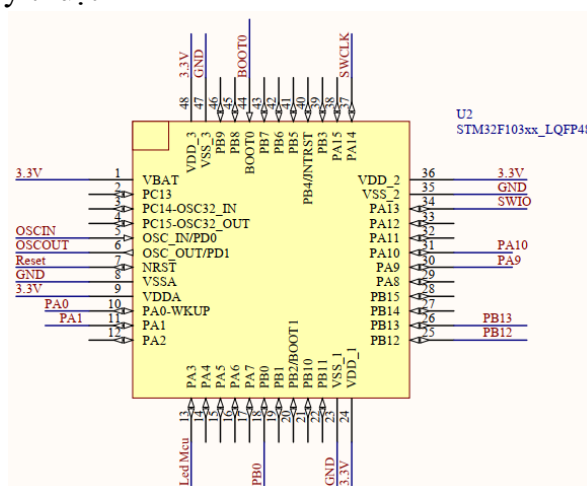 3.3V
GND
BOOT0
SWCLK
48
47
46
45
44
43
42
41
40
39
38
37
VDD_3
VSS_3
PB9
PB8
BOOT0
PB7
PB6
PB5
PB4/JNTRST
PB3
PA15
PA14
U2
STM32F103xx_LQFP48
3.3V 1 VBAT
2 PC13
3 PC14-OSC32_IN
4 PC15-OSC32_OUT
OSCIN 5 OSC_IN/PD0
OSCOUT 6 OSC_OUT/PD1
Reset 7 NRST
GND 8 VSSA
3.3V 9 VDDA
PA0 10 PA0-WKUP
PA1 11 PA1
12 PA2
VDD_2 36 3.3V
VSS_2 35 GND
PA13 34 SWIO
PA12 33
PA11 32
PA10 31 PA10
PA9 30 PA9
PA8 29
PB15 28
PB14 27
PB13 26 PB13
PB12 25 PB12
PA3
PA4
PA5
PA6
PA7
PB0
PB1
PB2/BOOT1
PB10
PB11
VSS_1
VDD_1
13
14
15
16
17
18
19
20
21
22
23
24
Led Mcu
PB0
GND
3.3V